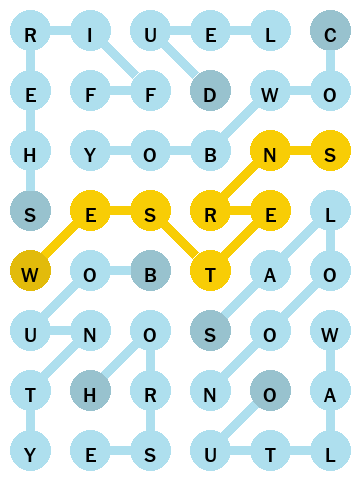 R I U E L C
E F F D W O
H Y O B N S
S E S R E L
W O B T A O
U N O S O W
T H R N O A
Y E S U T L